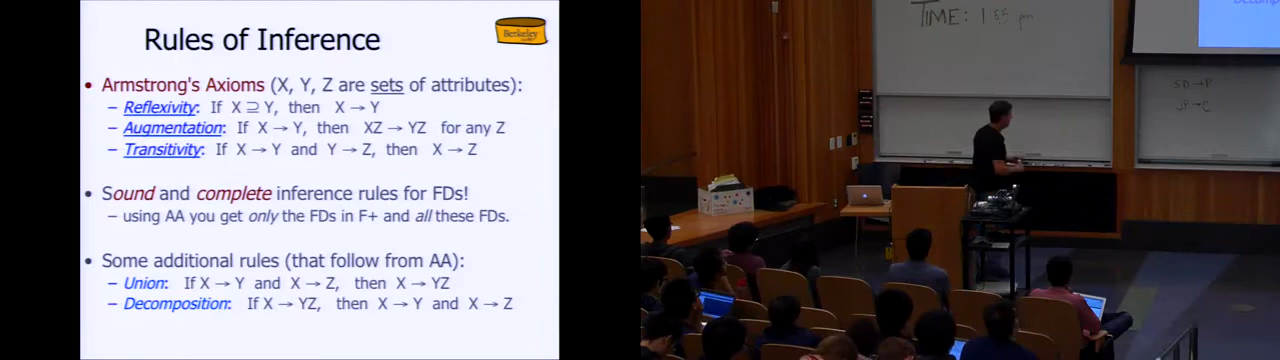 Rules of Inference
Berkeley
• Armstrong's Axioms (X, Y, Z are sets of attributes):
– Reflexivity: If X ⊇ Y, then X → Y
– Augmentation: If X → Y, then XZ → YZ for any Z
– Transitivity: If X → Y and Y → Z, then X → Z
• Sound and complete inference rules for FDs!
– using AA you get only the FDs in F+ and all these FDs.
• Some additional rules (that follow from AA):
– Union: If X → Y and X → Z, then X → YZ
– Decomposition: If X → YZ, then X → Y and X → Z
TIME: 1:55 pm
SD → P
JP → C